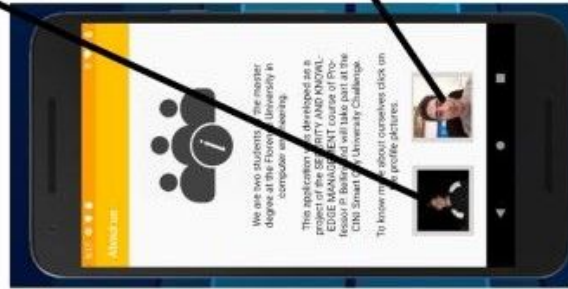 About us
We are two students of the master
degree at the Florence University in
computer engineering.
This application was developed as a
project of the SECURITY AND KNOWL-
EDGE MANAGEMENT course of Pro-
fessor P. Bellini and will take part at the
CINI Smart City University Challenge.
To know more about ourselves click on
the profile pictures.